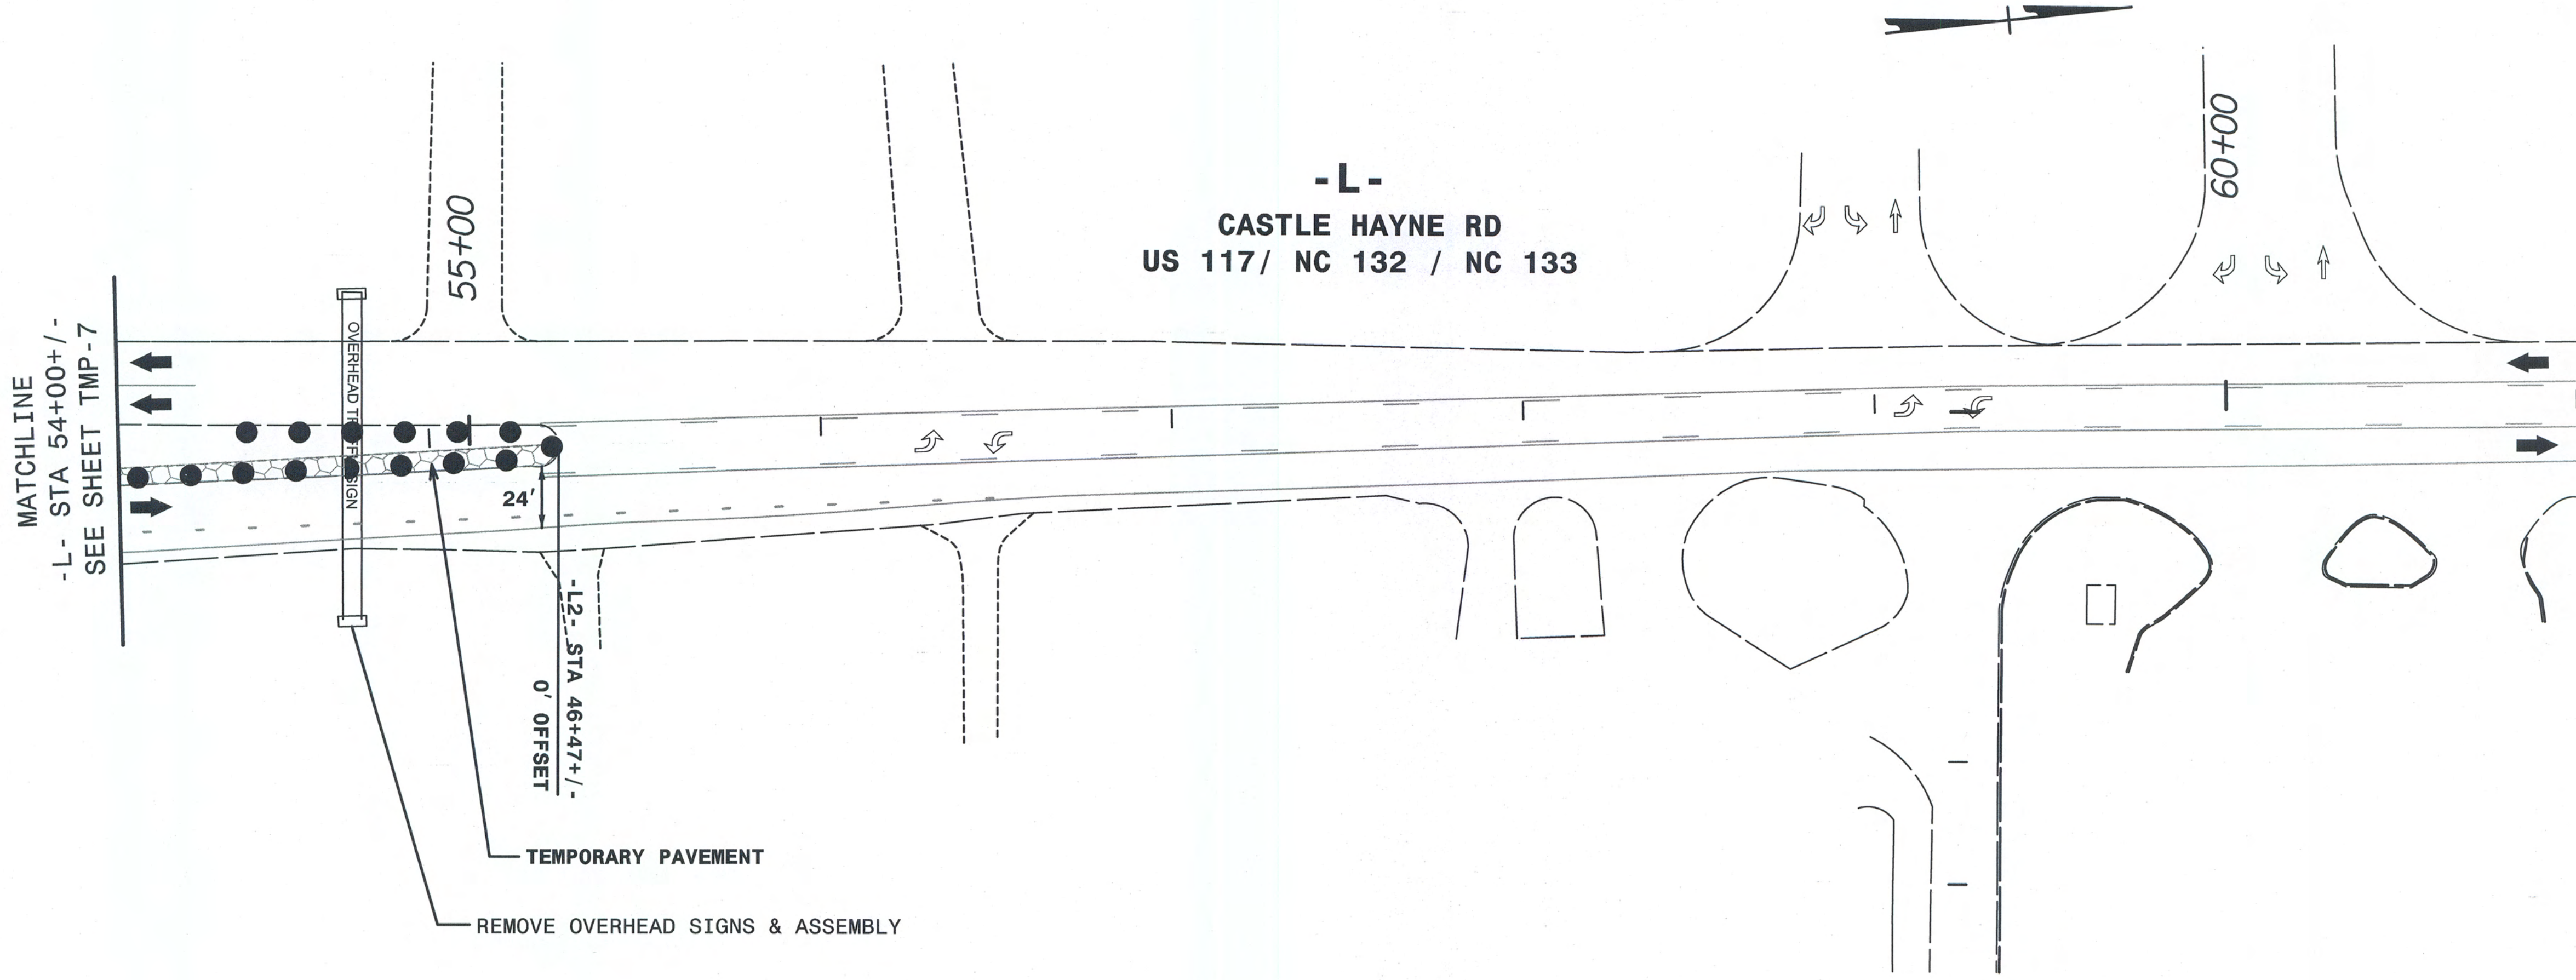 MATCHLINE
-L- STA 54+00+/-
SEE SHEET TMP-7
55+00
-L-
CASTLE HAYNE RD
US 117/ NC 132 / NC 133
60+00
OVERHEAD TRAFFIC SIGN
24'
-L2- STA 46+47+/-
0' OFFSET
TEMPORARY PAVEMENT
REMOVE OVERHEAD SIGNS & ASSEMBLY